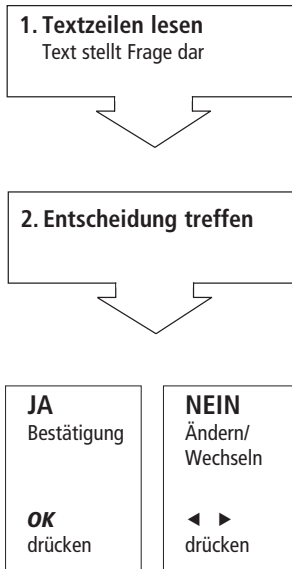 1. Textzeilen lesen
Text stellt Frage dar
2. Entscheidung treffen
JA
Bestätigung
OK
drücken
NEIN
Ändern/
Wechseln
◄ ►
drücken